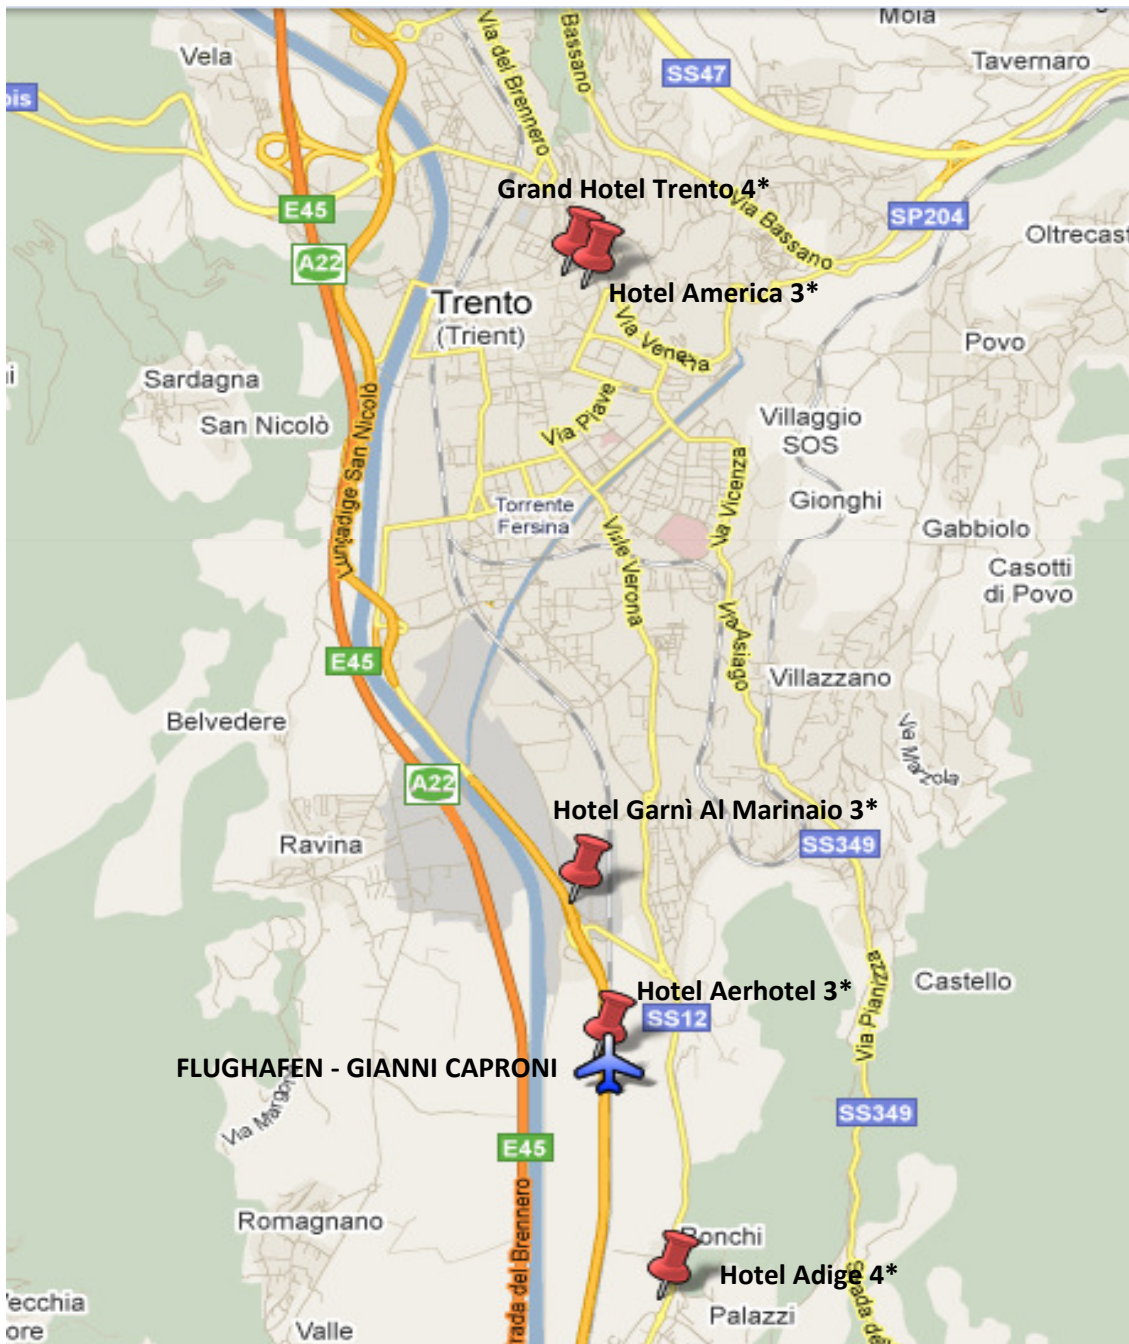 Moia
Vela
Via del Brennero
Bassano
SS47
Tavernaro
Grand Hotel Trento 4*
Via Bassano
E45
SP204
A22
Oltrecast
Hotel America 3*
Trento
(Trient)
Via Venezia
Povo
Sardagna
San Nicolò
Lungadige San Nicolò
Via Piave
Villaggio
SOS
Via Vicenza
Gionghi
Torrente
Fersina
Viale Verona
Gabbiolo
Casotti
di Povo
Via Asiago
E45
Villazzano
Belvedere
Via Marzola
A22
Hotel Garnì Al Marinaio 3*
Ravina
SS349
Castello
Via Pianizza
Hotel Aerhotel 3*
SS12
FLUGHAFEN - GIANNI CAPRONI
SS349
E45
Romagnano
Ronchi
Hotel Adige 4*
Palazzi
Valle